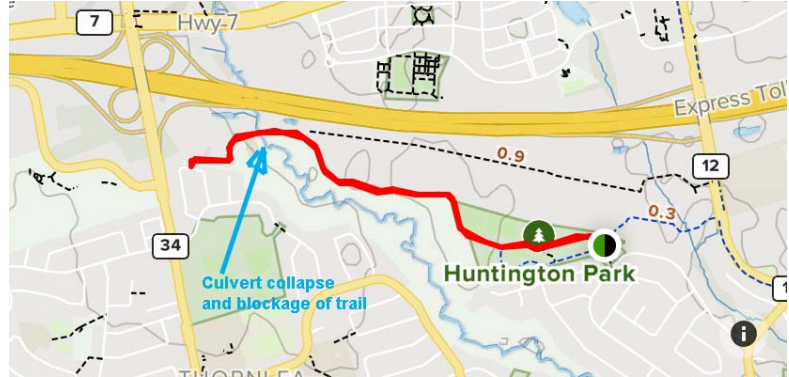 7
Hwy 7
Express Toll
0.9
12
0.3
34
Huntington Park
Culvert collapse
and blockage of trail
1
i
THORNLEA